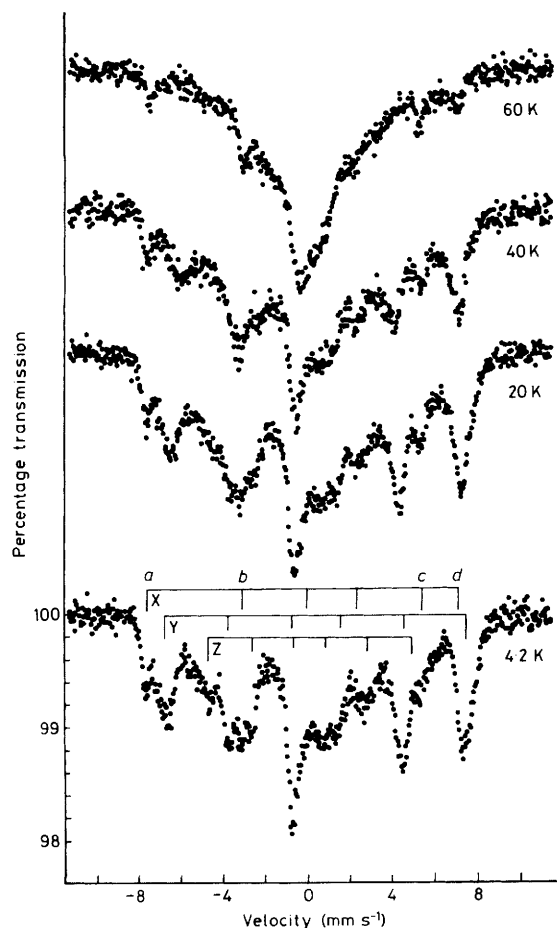 60 K
40 K
20 K
Percentage transmission
a b c d
X
100
Y
Z
4·2 K
99
98
-8 -4 0 4 8
Velocity (mm s⁻¹)